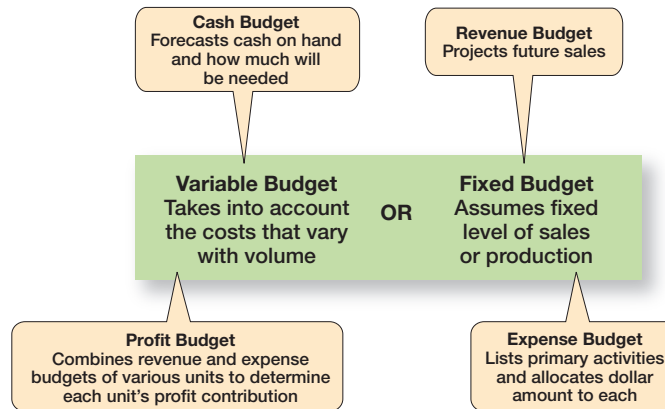 Cash Budget
Forecasts cash on hand
and how much will
be needed
Revenue Budget
Projects future sales
Variable Budget
Takes into account
the costs that vary
with volume
OR
Fixed Budget
Assumes fixed
level of sales
or production
Profit Budget
Combines revenue and expense
budgets of various units to determine
each unit's profit contribution
Expense Budget
Lists primary activities
and allocates dollar
amount to each